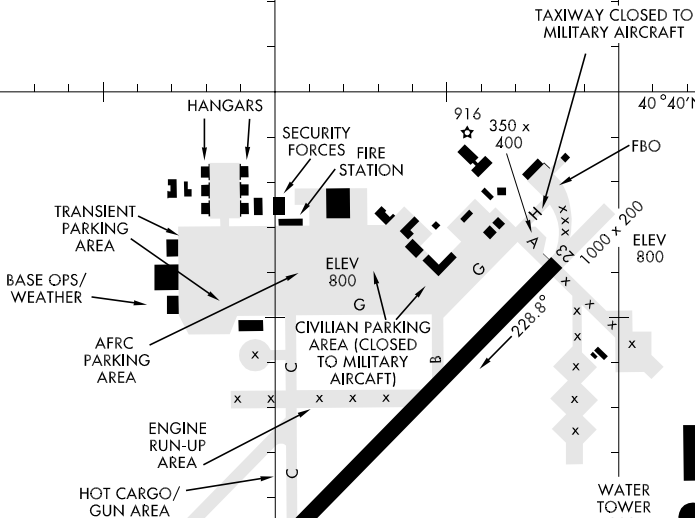 TAXIWAY CLOSED TO
MILITARY AIRCRAFT
40°40'N
HANGARS
916
350 x
400
SECURITY
FORCES
FIRE
STATION
FBO
TRANSIENT
PARKING
AREA
H
x
x
x
A
23
1000 x 200
ELEV
800
ELEV
800
G
G
BASE OPS/
WEATHER
x
x
x
x
228.8°
AFRC
PARKING
AREA
CIVILIAN PARKING
AREA (CLOSED
TO MILITARY
AIRCAFT)
x
C
B
x
x
x
x
x
x
x
x
x
x
ENGINE
RUN-UP
AREA
C
HOT CARGO/
GUN AREA
WATER
TOWER